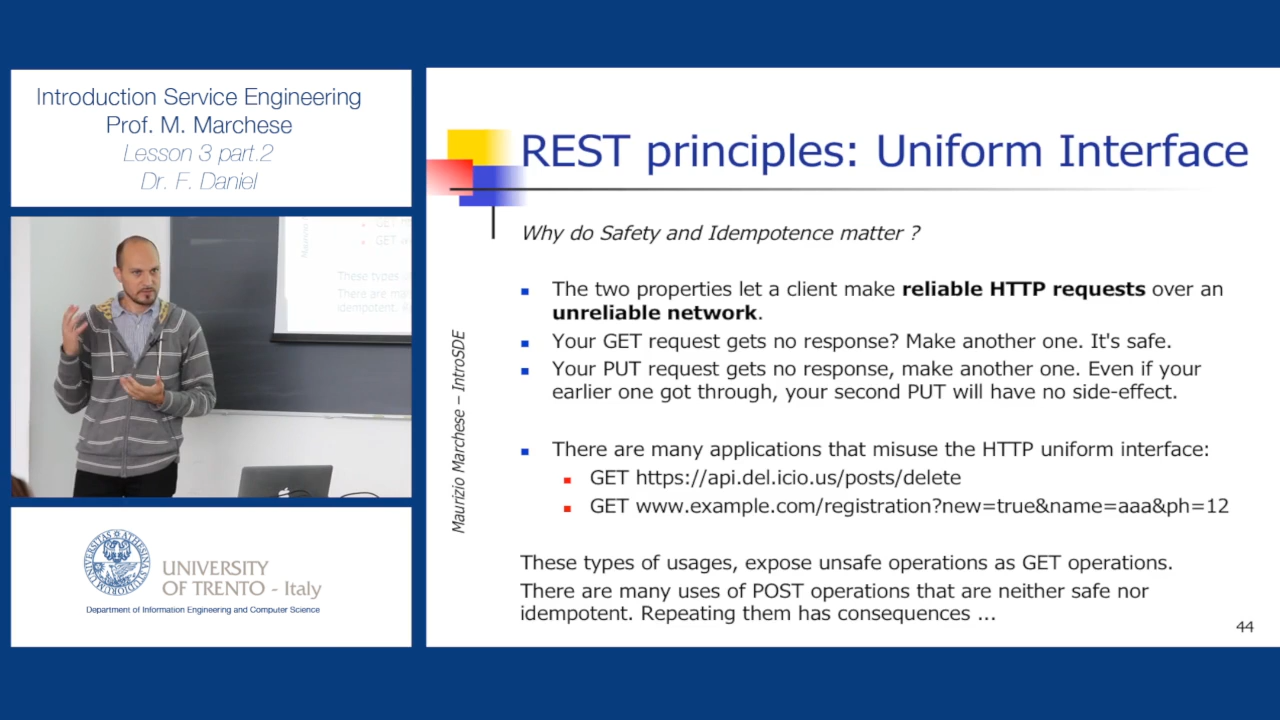 Introduction Service Engineering
Prof. M. Marchese
Lesson 3 part.2
Dr. F. Daniel
UNIVERSITY
OF TRENTO - Italy
Department of Information Engineering and Computer Science
REST principles: Uniform Interface
Why do Safety and Idempotence matter ?
The two properties let a client make reliable HTTP requests over an
unreliable network.
Your GET request gets no response? Make another one. It's safe.
Your PUT request gets no response, make another one. Even if your
earlier one got through, your second PUT will have no side-effect.
There are many applications that misuse the HTTP uniform interface:
GET https://api.del.icio.us/posts/delete
GET www.example.com/registration?new=true&name=aaa&ph=12
These types of usages, expose unsafe operations as GET operations.
There are many uses of POST operations that are neither safe nor
idempotent. Repeating them has consequences ...
Maurizio Marchese – IntroSDE
44